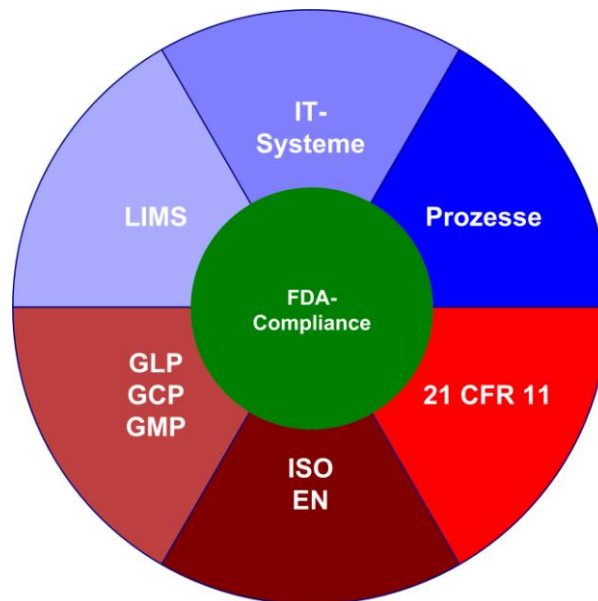 IT-
Systeme
LIMS
Prozesse
FDA-
Compliance
GLP
GCP
GMP
21 CFR 11
ISO
EN